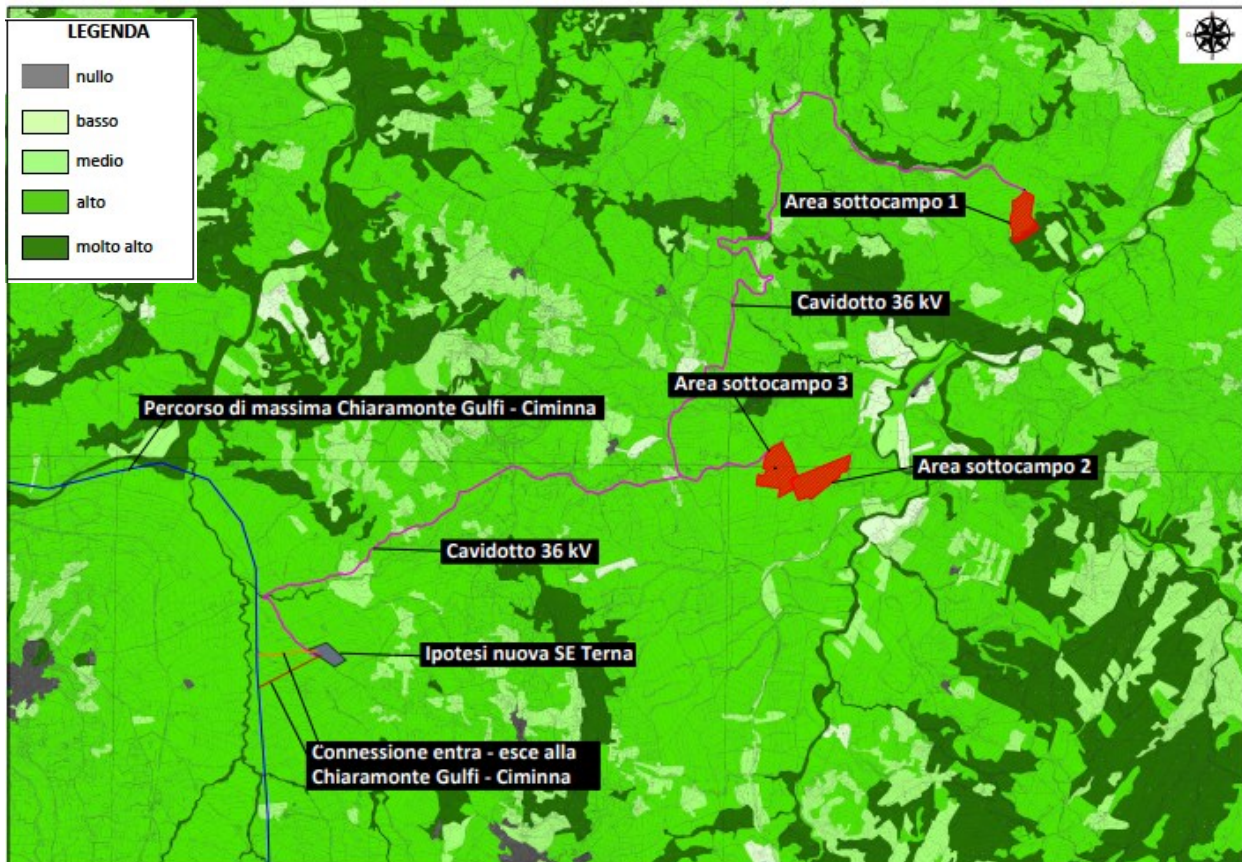 LEGENDA
nullo
basso
medio
alto
molto alto
Area sottocampo 1
Cavidotto 36 kV
Area sottocampo 3
Percorso di massima Chiaramonte Gulfi - Ciminna
Area sottocampo 2
Cavidotto 36 kV
Ipotesi nuova SE Terna
Connessione entra - esce alla
Chiaramonte Gulfi - Ciminna